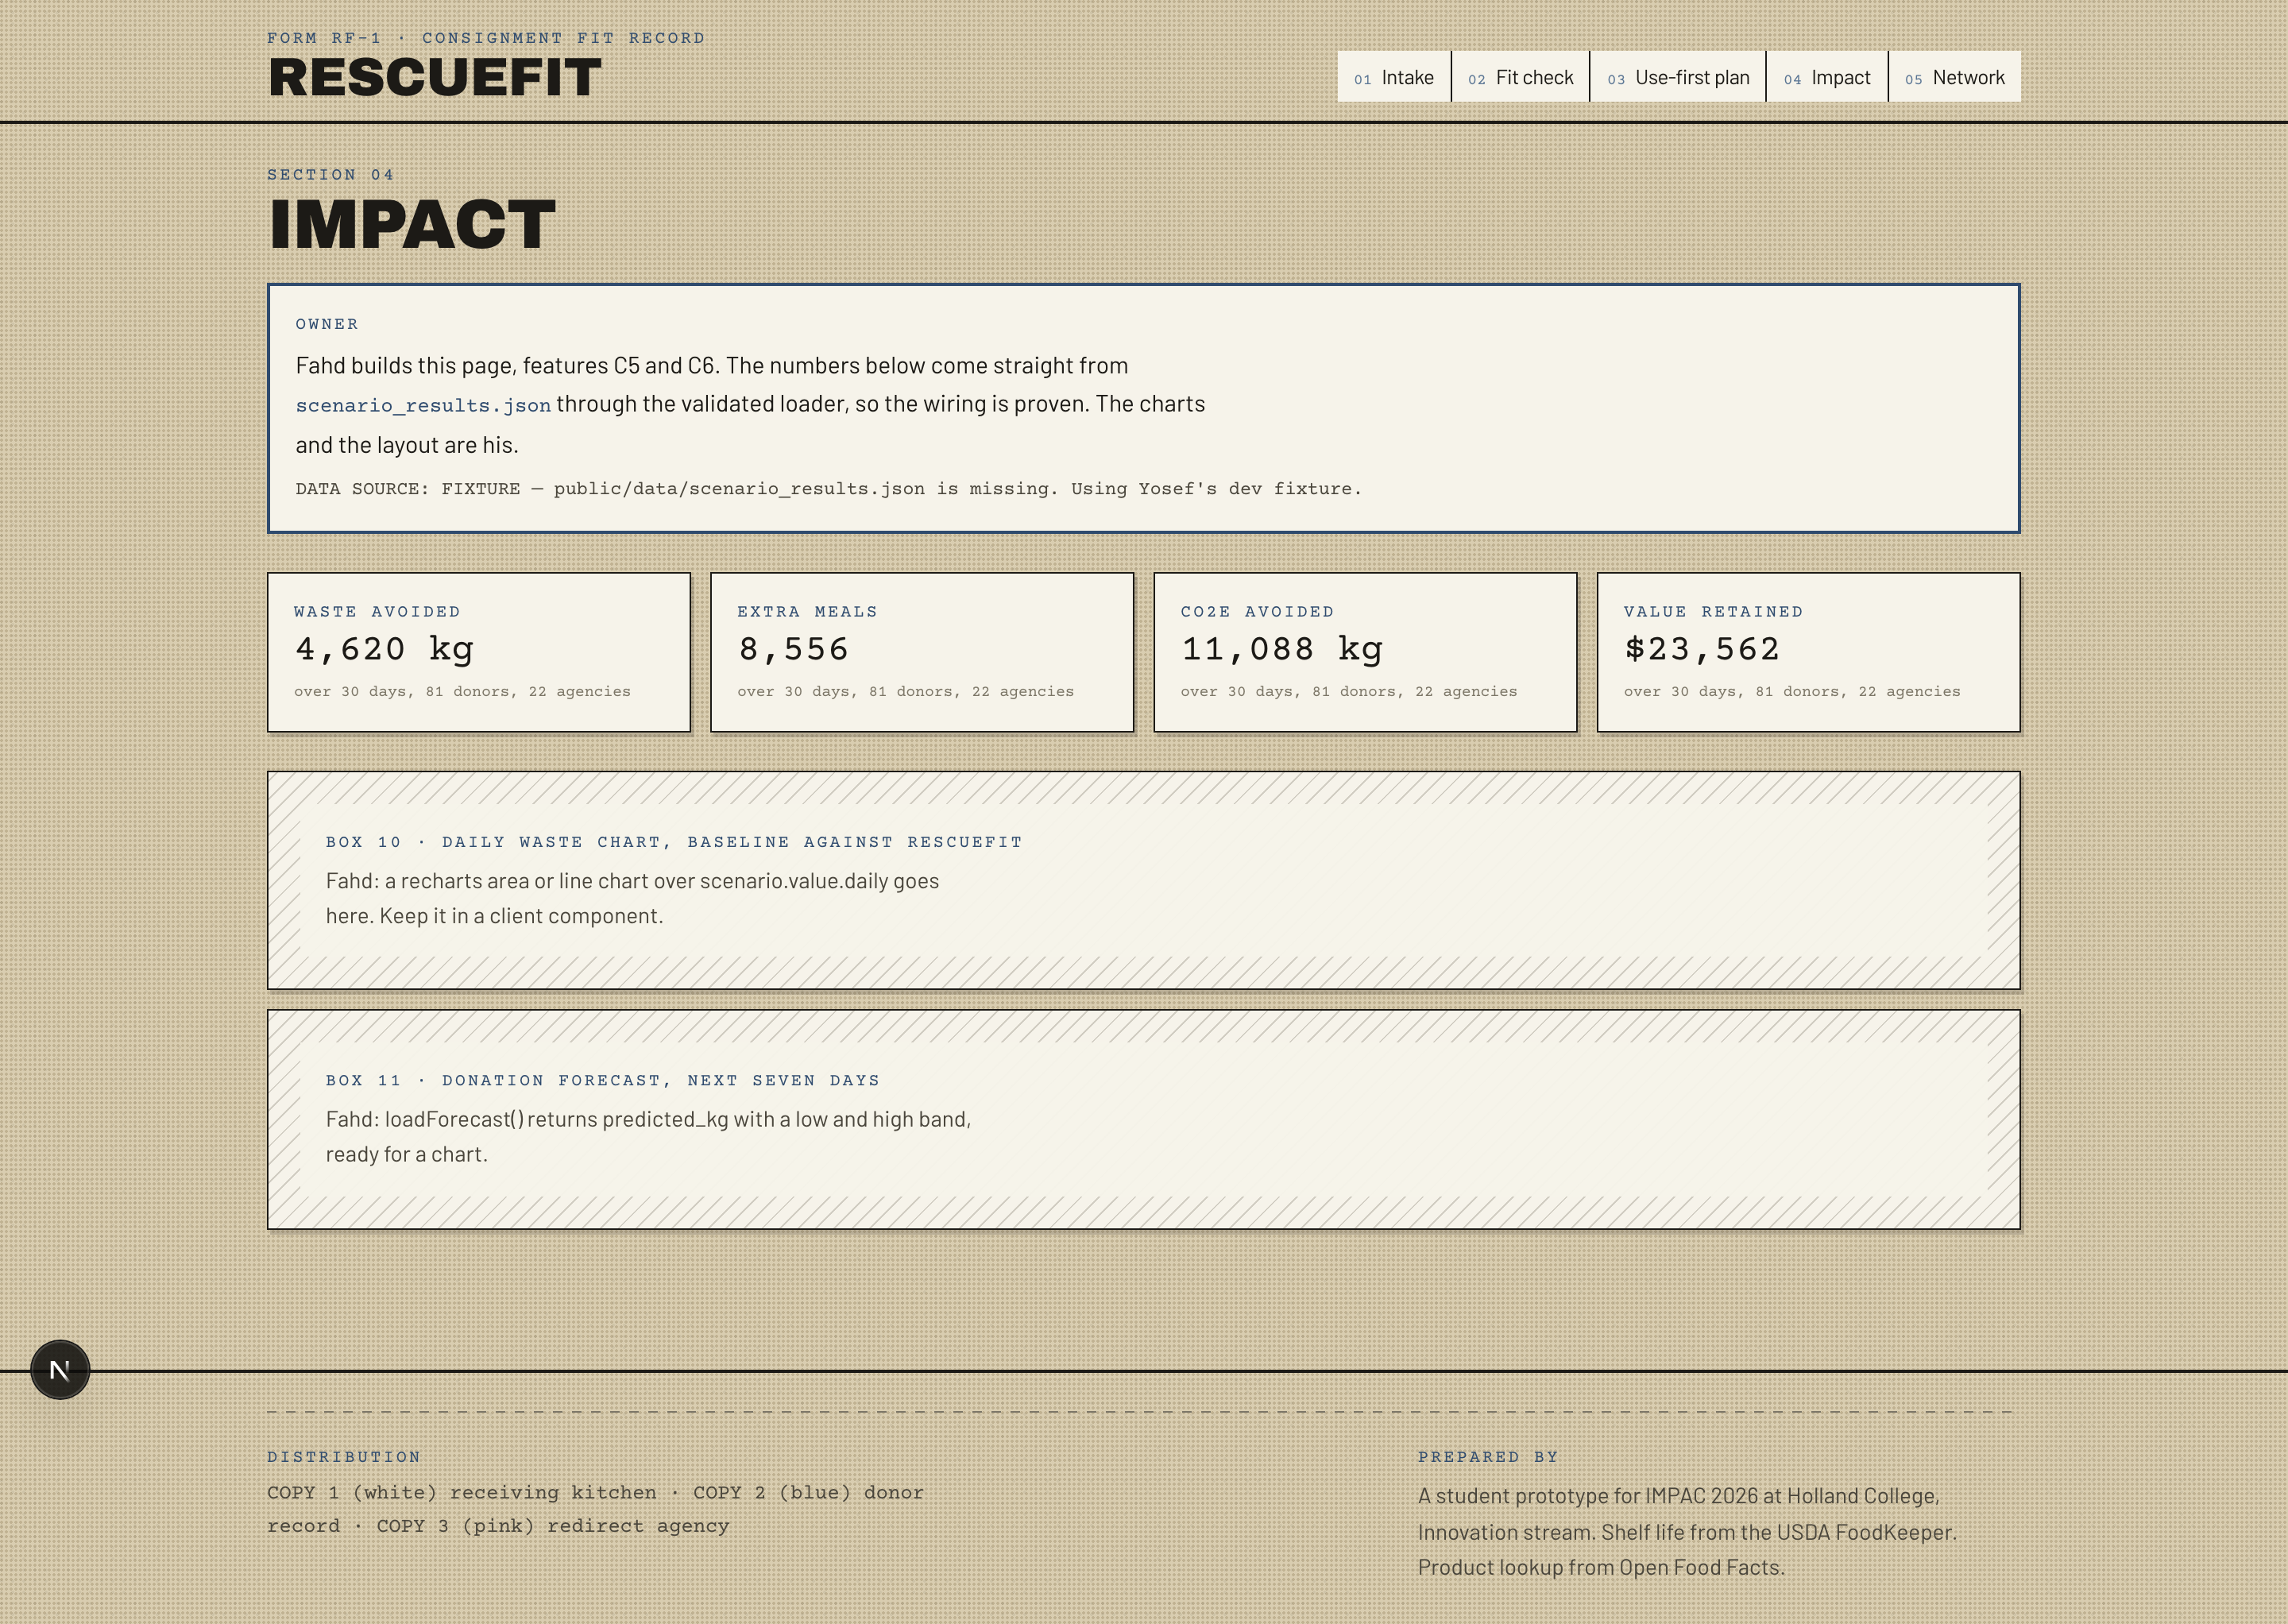 FORM RF-1 · CONSIGNMENT FIT RECORD
RESCUEFIT
01 Intake
02 Fit check
03 Use-first plan
04 Impact
05 Network
SECTION 04
IMPACT
OWNER
Fahd builds this page, features C5 and C6. The numbers below come straight from
scenario_results.json through the validated loader, so the wiring is proven. The charts
and the layout are his.
DATA SOURCE: FIXTURE — public/data/scenario_results.json is missing. Using Yosef's dev fixture.
WASTE AVOIDED
4,620 kg
over 30 days, 81 donors, 22 agencies
EXTRA MEALS
8,556
over 30 days, 81 donors, 22 agencies
CO2E AVOIDED
11,088 kg
over 30 days, 81 donors, 22 agencies
VALUE RETAINED
$23,562
over 30 days, 81 donors, 22 agencies
BOX 10 · DAILY WASTE CHART, BASELINE AGAINST RESCUEFIT
Fahd: a recharts area or line chart over scenario.value.daily goes
here. Keep it in a client component.
BOX 11 · DONATION FORECAST, NEXT SEVEN DAYS
Fahd: loadForecast() returns predicted_kg with a low and high band,
ready for a chart.
N
DISTRIBUTION
COPY 1 (white) receiving kitchen · COPY 2 (blue) donor
record · COPY 3 (pink) redirect agency
PREPARED BY
A student prototype for IMPAC 2026 at Holland College,
Innovation stream. Shelf life from the USDA FoodKeeper.
Product lookup from Open Food Facts.